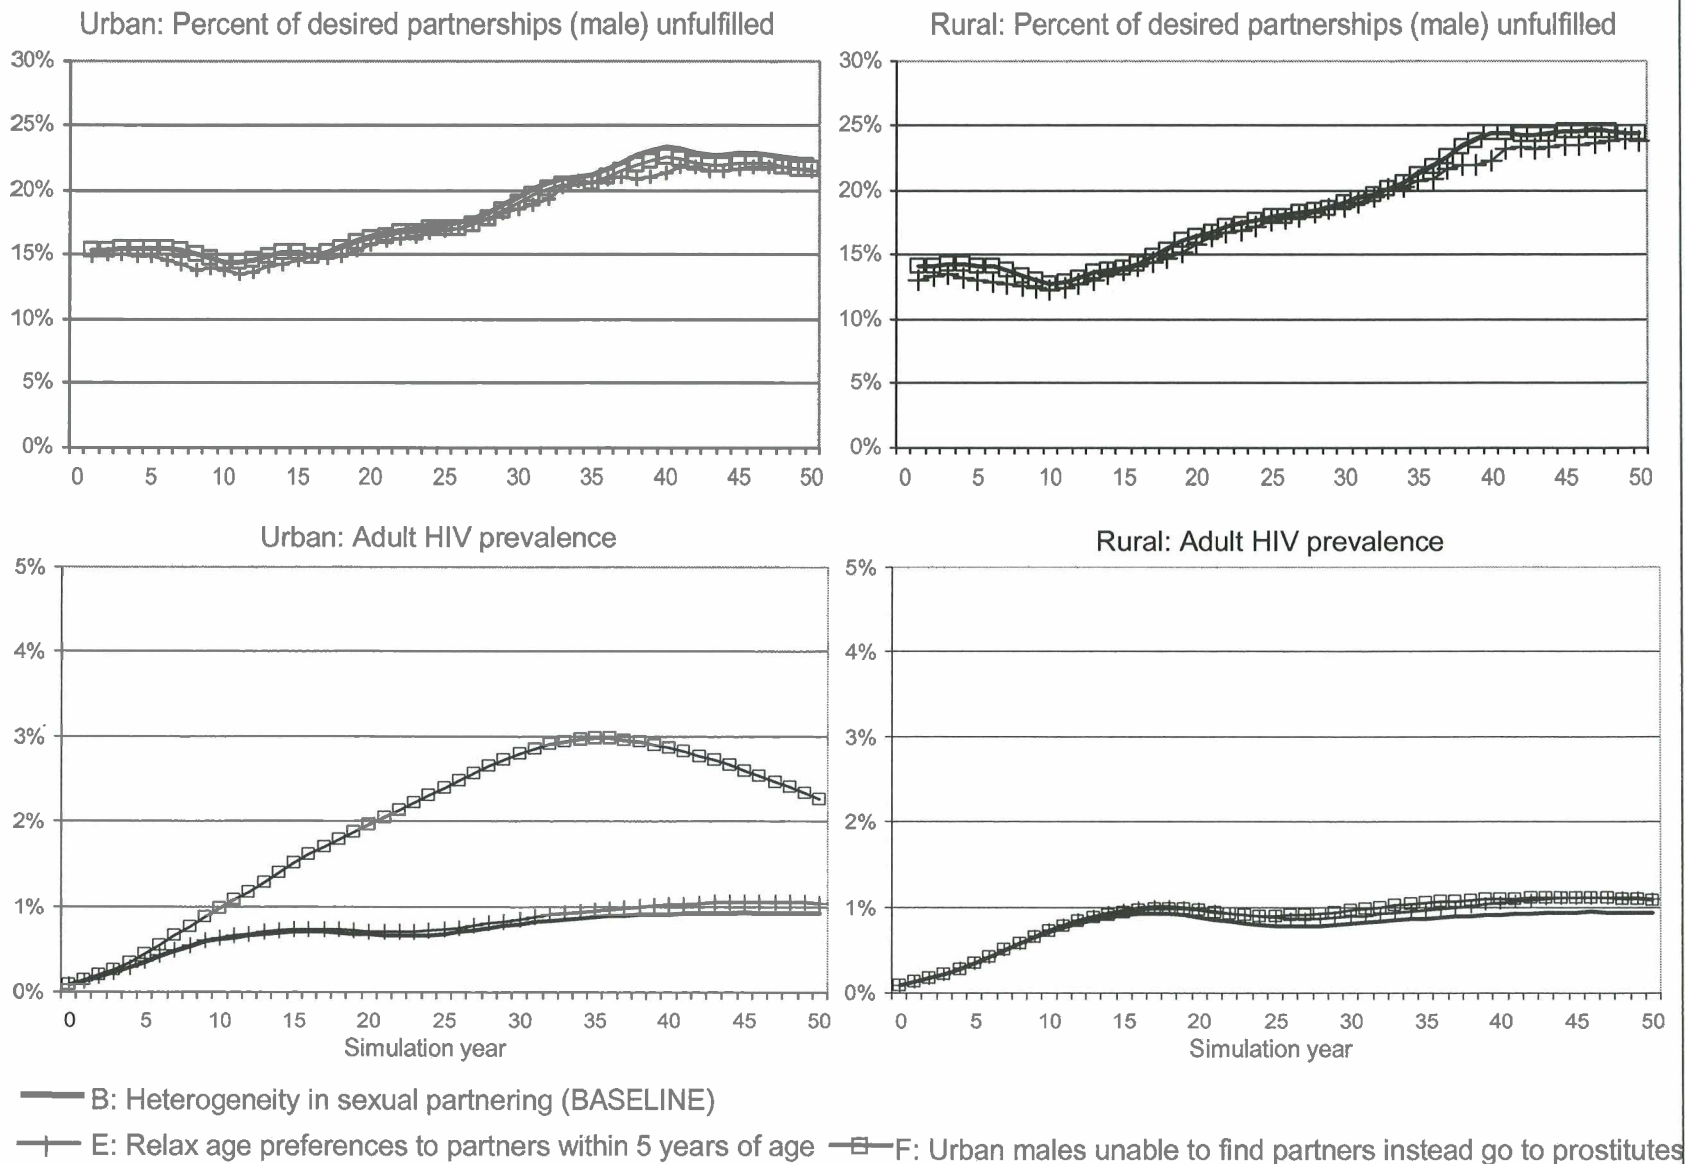 Urban: Percent of desired partnerships (male) unfulfilled
30%
25%
20%
15%
10%
5%
0%
0 5 10 15 20 25 30 35 40 45 50
Rural: Percent of desired partnerships (male) unfulfilled
30%
25%
20%
15%
10%
5%
0%
0 5 10 15 20 25 30 35 40 45 50
Urban: Adult HIV prevalence
5%
4%
3%
2%
1%
0%
0 5 10 15 20 25 30 35 40 45 50
Simulation year
Rural: Adult HIV prevalence
5%
4%
3%
2%
1%
0%
0 5 10 15 20 25 30 35 40 45 50
Simulation year
B: Heterogeneity in sexual partnering (BASELINE)
E: Relax age preferences to partners within 5 years of age F: Urban males unable to find partners instead go to prostitutes